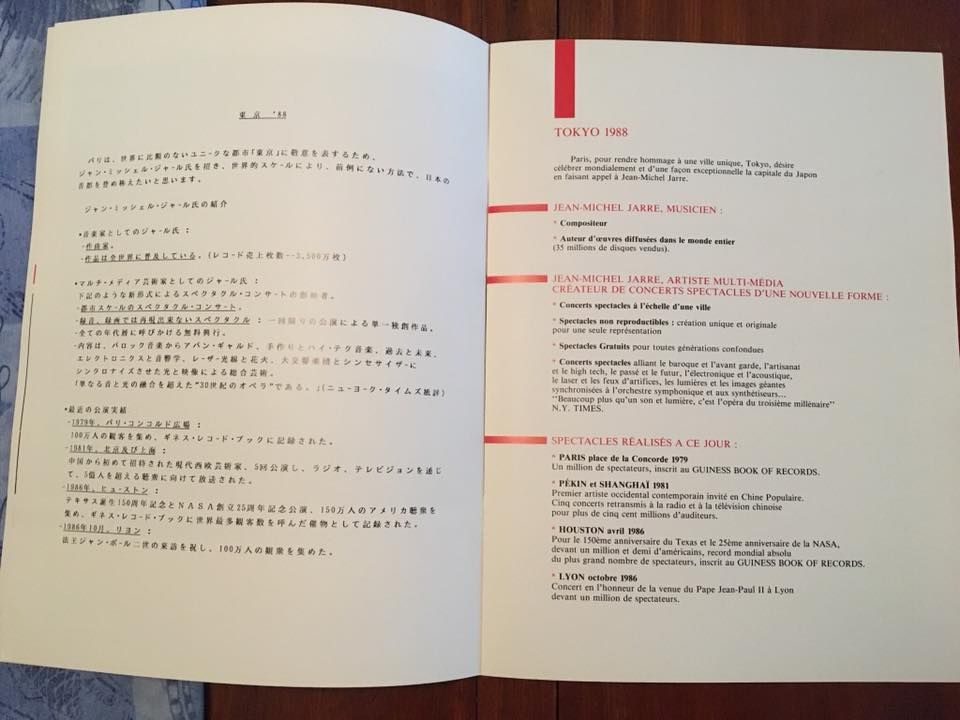 東京 '88
パリは、世界に比類のないユニークな都市「東京」に敬意を表するため、
ジャン・ミッシェル・ジャール氏を招き、世界的スケールにより、前例にない方法で、日本の
首都を誉め称えたいと思います。
ジャン・ミッシェル・ジャール氏の紹介
*音楽家としてのジャール氏：
-作曲家。
-作品は全世界に普及している。(レコード売上枚数--3,500万枚)
*マルチ・メディア芸術家としてのジャール氏：
下記のような新形式によるスペクタクル・コンサートの創始者。
-都市スケールのスペクタクル・コンサート。
-録音、録画では再現出来ないスペクタクル：一回限りの公演による単一独創作品。
-全ての年代層に呼びかける無料興行。
-内容は、バロック音楽からアバン・ギャルド、手作りとハイ・テク音楽、過去と未来、
エレクトロニクスと音響学、レーザー光線と花火、大交響楽団とシンセサイザーに
シンクロナイズさせた光と映像による総合芸術。
「単なる音と光の融合を超えた"30世紀のオペラ"である。」(ニューヨーク・タイムズ紙評)
*最近の公演実績
-1979年、パリ・コンコルド広場：
100万人の観客を集め、ギネス・レコード・ブックに記録された。
-1981年、北京及び上海：
中国から初めて招待された現代西欧芸術家、5回公演し、ラジオ、テレビジョンを通じ
て、5億人を超える聴衆に向けて放送された。
-1986年、ヒューストン：
テキサス誕生150周年記念とNASA創立25周年記念公演、150万人のアメリカ聴衆を
集め、ギネス・レコード・ブックに世界最多観客数を呼んだ催物として記録された。
-1986年10月、リヨン：
法王ジャン・ポール二世の来訪を祝し、100万人の観衆を集めた。
TOKYO 1988
Paris, pour rendre hommage à une ville unique, Tokyo, désire
célébrer mondialement et d'une façon exceptionnelle la capitale du Japon
en faisant appel à Jean-Michel Jarre.
JEAN-MICHEL JARRE, MUSICIEN :
* Compositeur
* Auteur d'œuvres diffusées dans le monde entier
(35 millions de disques vendus).
JEAN-MICHEL JARRE, ARTISTE MULTI-MÉDIA
CRÉATEUR DE CONCERTS SPECTACLES D'UNE NOUVELLE FORME :
* Concerts spectacles à l'échelle d'une ville
* Spectacles non reproductibles : création unique et originale
pour une seule représentation
* Spectacles Gratuits pour toutes générations confondues
* Concerts spectacles alliant le baroque et l'avant garde, l'artisanat
et le high tech, le passé et le futur, l'électronique et l'acoustique,
le laser et les feux d'artifices, les lumières et les images géantes
synchronisées à l'orchestre symphonique et aux synthétiseurs...
"Beaucoup plus qu'un son et lumière, c'est l'opéra du troisième millénaire"
N.Y. TIMES.
SPECTACLES RÉALISÉS A CE JOUR :
* PARIS place de la Concorde 1979
Un million de spectateurs, inscrit au GUINESS BOOK OF RECORDS.
* PÉKIN et SHANGHAÏ 1981
Premier artiste occidental contemporain invité en Chine Populaire.
Cinq concerts retransmis à la radio et à la télévision chinoise
pour plus de cinq cent millions d'auditeurs.
* HOUSTON avril 1986
Pour le 150ème anniversaire du Texas et le 25ème anniversaire de la NASA,
devant un million et demi d'américains, record mondial absolu
du plus grand nombre de spectateurs, inscrit au GUINESS BOOK OF RECORDS.
* LYON octobre 1986
Concert en l'honneur de la venue du Pape Jean-Paul II à Lyon
devant un million de spectateurs.